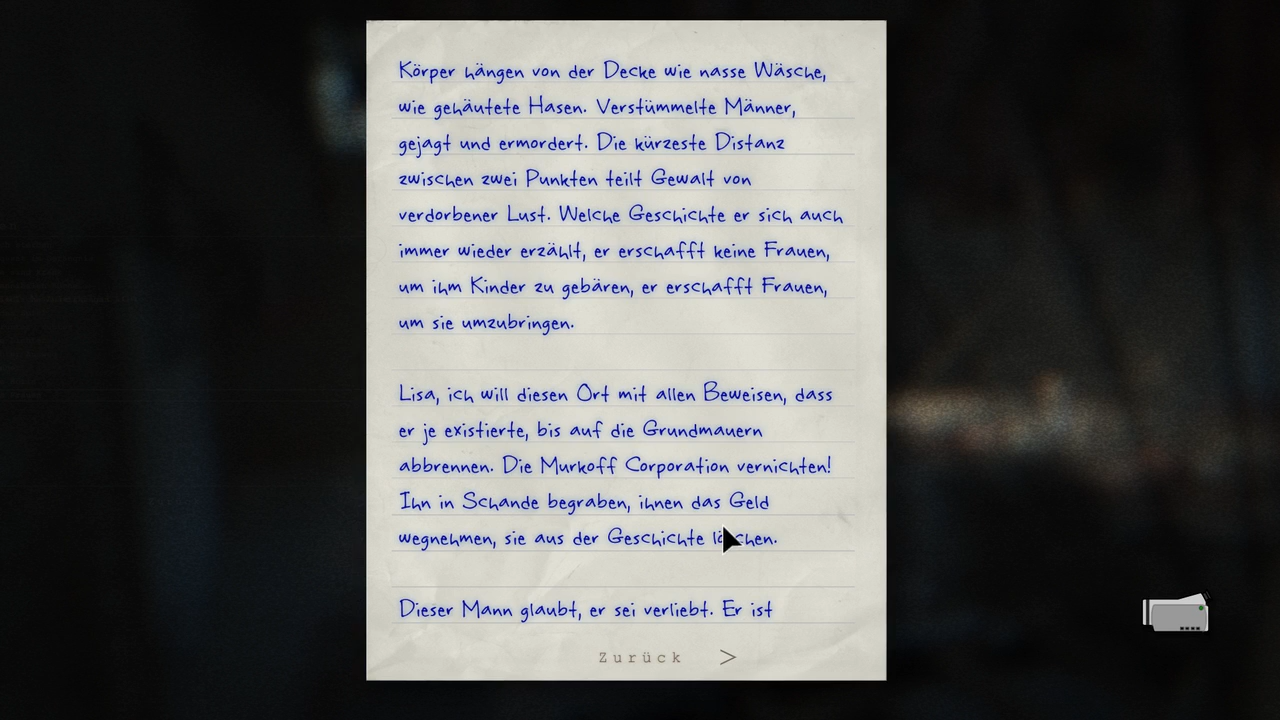 Körper hängen von der Decke wie nasse Wäsche,
wie gehäutete Hasen. Verstümmelte Männer,
gejagt und ermordert. Die kürzeste Distanz
zwischen zwei Punkten teilt Gewalt von
verdorbener Lust. Welche Geschichte er sich auch
immer wieder erzählt, er erschafft keine Frauen,
um ihm Kinder zu gebären, er erschafft Frauen,
um sie umzubringen.
Lisa, ich will diesen Ort mit allen Beweisen, dass
er je existierte, bis auf die Grundmauern
abbrennen. Die Murkoff Corporation vernichten!
Ihn in Schande begraben, ihnen das Geld
wegnehmen, sie aus der Geschichte löschen.
Dieser Mann glaubt, er sei verliebt. Er ist
Zurück >